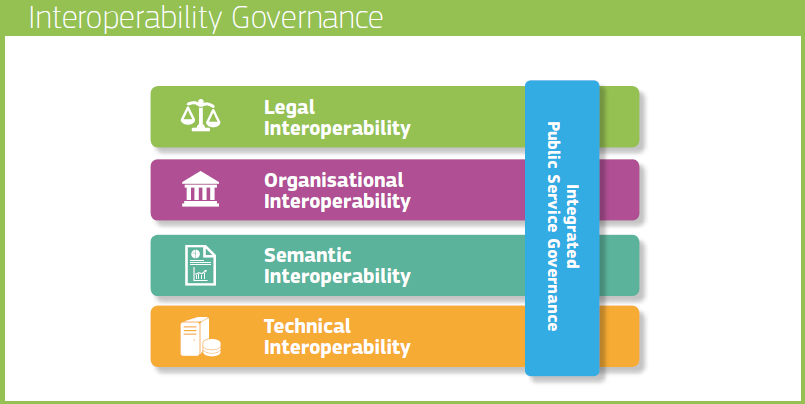 Interoperability Governance
Legal
Interoperability
Organisational
Interoperability
Semantic
Interoperability
Technical
Interoperability
Integrated
Public Service Governance